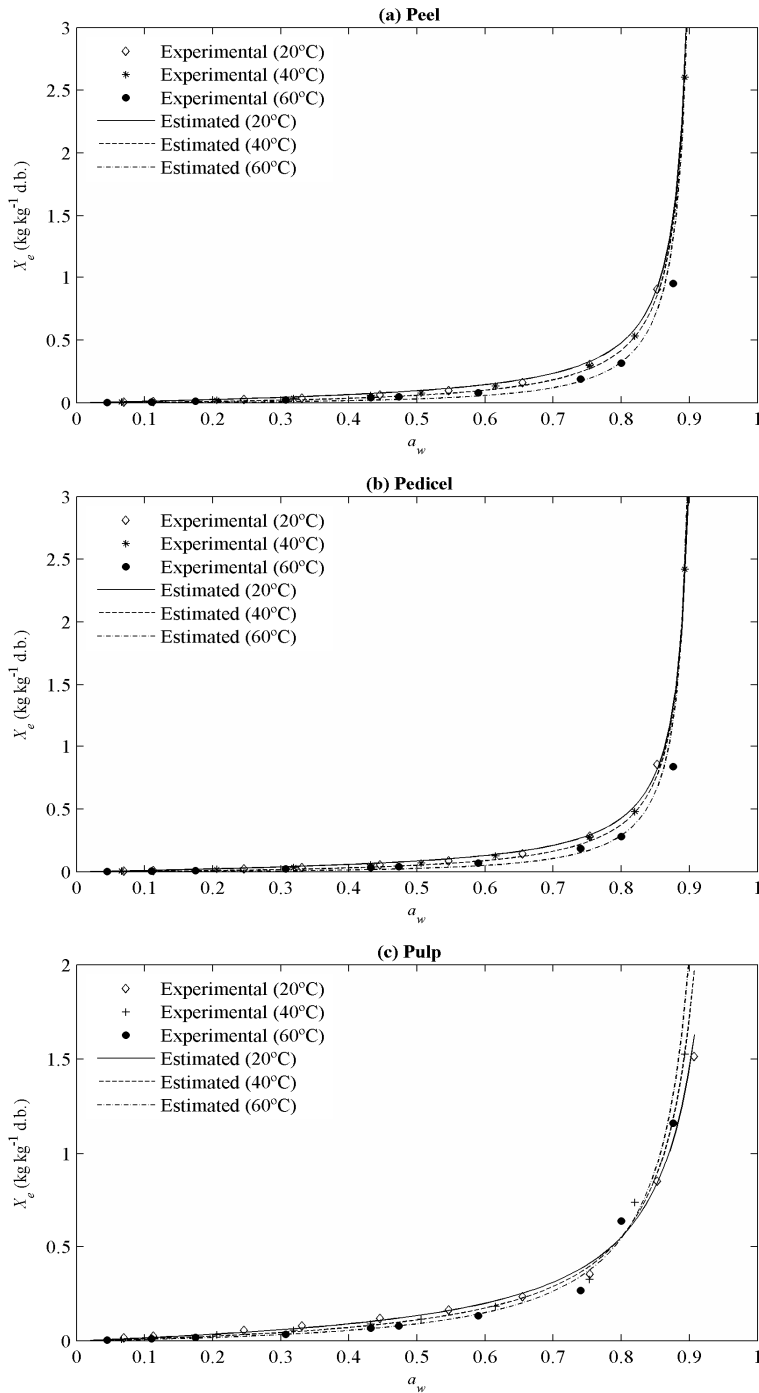 (a) Peel
3
2.5
2
1.5
1
0.5
0
Xe (kg kg-1 d.b.)
Experimental (20°C)
Experimental (40°C)
Experimental (60°C)
Estimated (20°C)
Estimated (40°C)
Estimated (60°C)
0 0.1 0.2 0.3 0.4 0.5 0.6 0.7 0.8 0.9 1
aw
(b) Pedicel
3
2.5
2
1.5
1
0.5
0
Xe (kg kg-1 d.b.)
Experimental (20°C)
Experimental (40°C)
Experimental (60°C)
Estimated (20°C)
Estimated (40°C)
Estimated (60°C)
0 0.1 0.2 0.3 0.4 0.5 0.6 0.7 0.8 0.9 1
aw
(c) Pulp
2
1.5
1
0.5
0
Xe (kg kg-1 d.b.)
Experimental (20°C)
Experimental (40°C)
Experimental (60°C)
Estimated (20°C)
Estimated (40°C)
Estimated (60°C)
0 0.1 0.2 0.3 0.4 0.5 0.6 0.7 0.8 0.9 1
aw